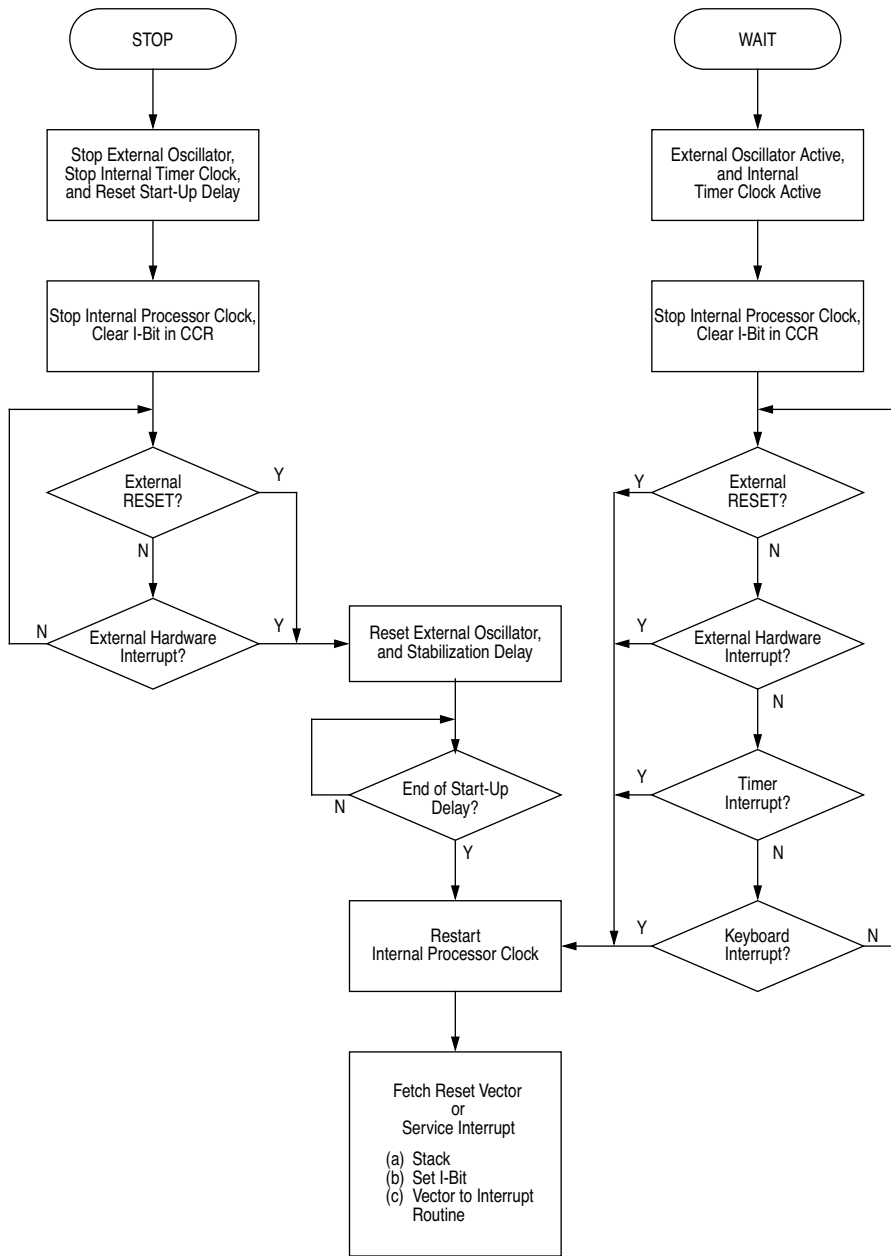 STOP
Stop External Oscillator,
Stop Internal Timer Clock,
and Reset Start-Up Delay
Stop Internal Processor Clock,
Clear I-Bit in CCR
External
RESET?
Y
N
External Hardware
Interrupt?
N
Y
Reset External Oscillator,
and Stabilization Delay
End of Start-Up
Delay?
N
Y
WAIT
External Oscillator Active,
and Internal
Timer Clock Active
Stop Internal Processor Clock,
Clear I-Bit in CCR
External
RESET?
Y
N
External Hardware
Interrupt?
Y
N
Timer
Interrupt?
Y
N
Keyboard
Interrupt?
Y
N
Restart
Internal Processor Clock
Fetch Reset Vector
or
Service Interrupt
(a) Stack
(b) Set I-Bit
(c) Vector to Interrupt
Routine